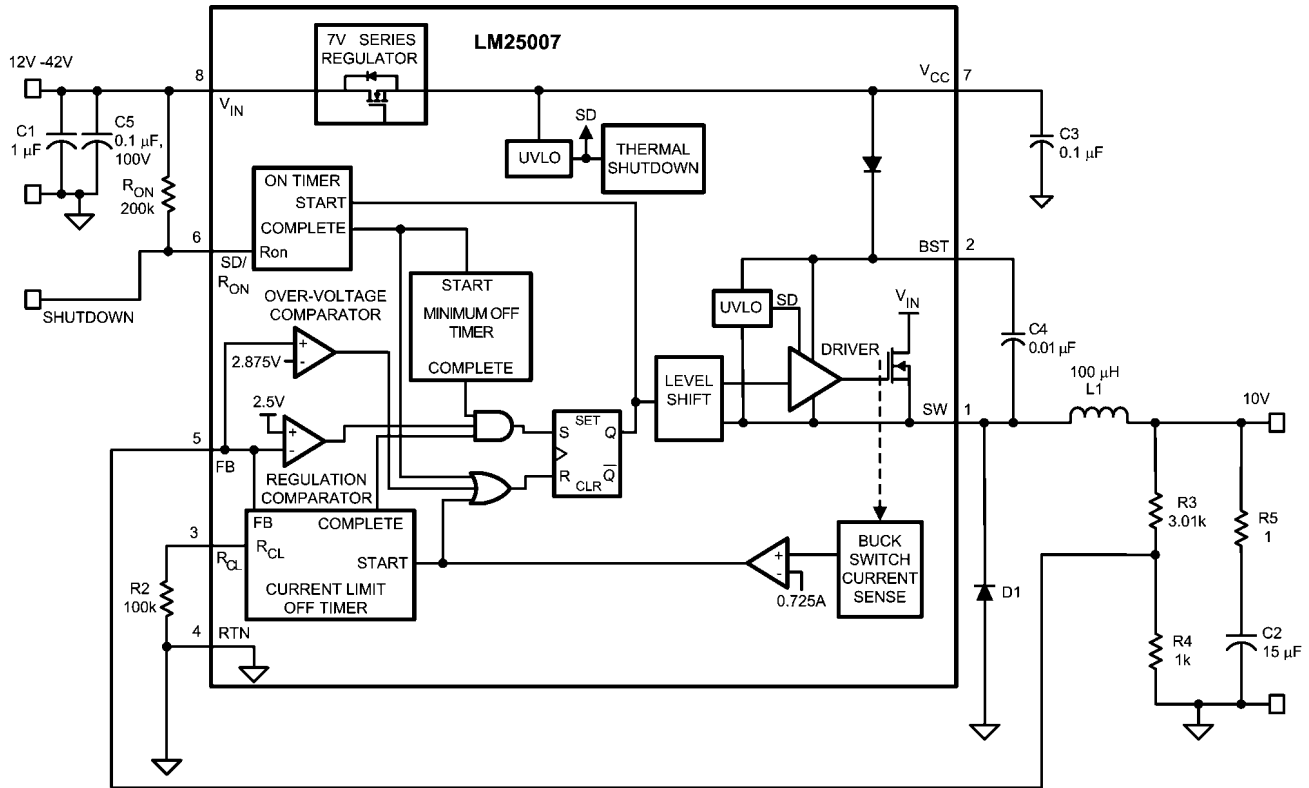 LM25007
7V SERIES
REGULATOR
12V -42V
8
V_IN
V_CC
7
C1
1 µF
C5
0.1 µF,
100V
R_ON
200k
SD
UVLO
THERMAL
SHUTDOWN
C3
0.1 µF
ON TIMER
START
COMPLETE
Ron
6
SD/
R_ON
SHUTDOWN
START
MINIMUM OFF
TIMER
COMPLETE
OVER-VOLTAGE
COMPARATOR
+
-
2.875V
BST
2
UVLO
SD
V_IN
DRIVER
C4
0.01 µF
LEVEL
SHIFT
SW
1
100 µH
L1
10V
2.5V
+
-
5
FB
REGULATION
COMPARATOR
SET
S
Q
R
Q
CLR
FB
COMPLETE
R_CL
START
CURRENT LIMIT
OFF TIMER
3
R_CL
R2
100k
4
RTN
+
-
0.725A
BUCK
SWITCH
CURRENT
SENSE
D1
R3
3.01k
R5
1
R4
1k
C2
15 µF